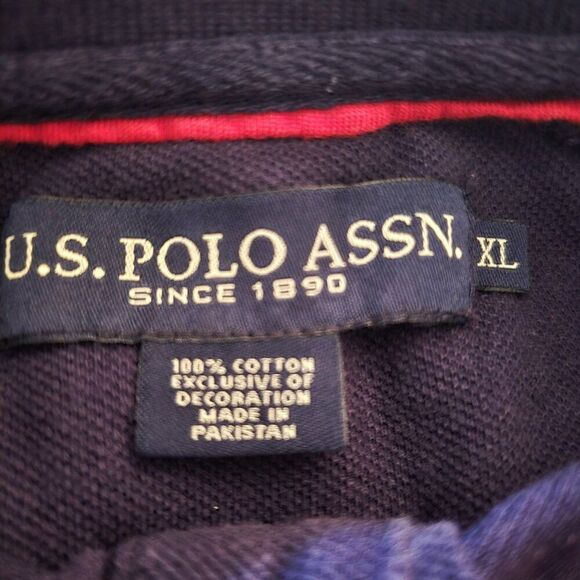 U.S. POLO ASSN.
SINCE 1890
XL
100% COTTON
EXCLUSIVE OF
DECORATION
MADE IN
PAKISTAN